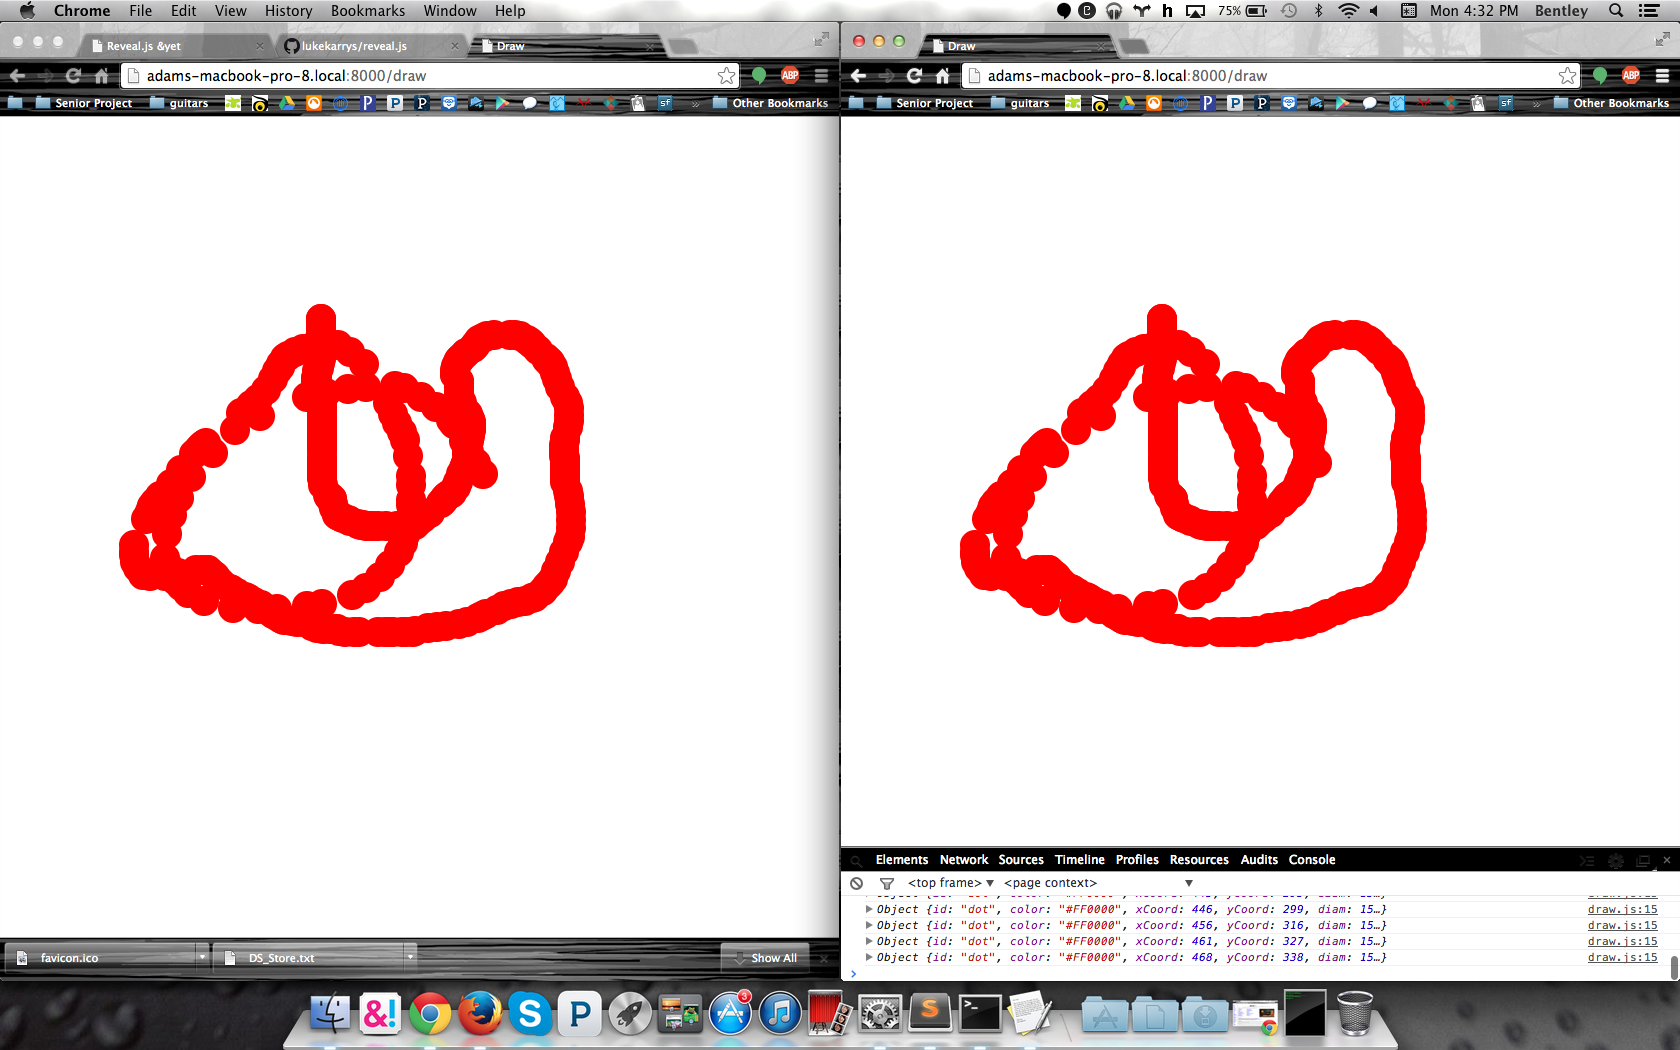 Chrome File Edit View History Bookmarks Window Help 75% Mon 4:32 PM Bentley
Reveal.js &yet lukekarrys/reveal.js Draw
adams-macbook-pro-8.local:8000/draw ABP
Senior Project guitars sf » Other Bookmarks
Draw
adams-macbook-pro-8.local:8000/draw ABP
Senior Project guitars sf » Other Bookmarks
Elements Network Sources Timeline Profiles Resources Audits Console
<top frame> <page context>
Object {id: "dot", color: "#FF0000", xCoord: 446, yCoord: 299, diam: 15…} draw.js:15
Object {id: "dot", color: "#FF0000", xCoord: 456, yCoord: 316, diam: 15…} draw.js:15
Object {id: "dot", color: "#FF0000", xCoord: 461, yCoord: 327, diam: 15…} draw.js:15
Object {id: "dot", color: "#FF0000", xCoord: 468, yCoord: 338, diam: 15…} draw.js:15
favicon.ico DS_Store.txt Show All
&! S P 3 S